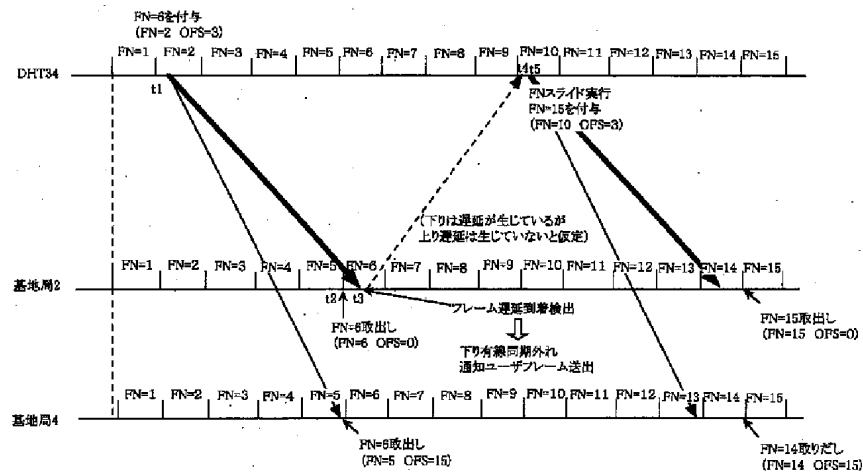 FN=6を付与
(FN=2 OFS=3)
FN=1 FN=2 FN=3 FN=4 FN=5 FN=6 FN=7 FN=8 FN=9 FN=10 FN=11 FN=12 FN=13 FN=14 FN=15
DHT34
t1
t4 t5
FNスライド実行
FN=15を付与
(FN=10 OFS=3)
(下りは遅延が生じているが
上り遅延は生じていないと仮定)
FN=1 FN=2 FN=3 FN=4 FN=5 FN=6 FN=7 FN=8 FN=9 FN=10 FN=11 FN=12 FN=13 FN=14 FN=15
基地局2
t2 t3
フレーム遅延到着検出
FN=6取出し
(FN=6 OFS=0)
FN=15取出し
(FN=15 OFS=0)
下り有線同期外れ
通知ユーザフレーム送出
FN=1 FN=2 FN=3 FN=4 FN=5 FN=6 FN=7 FN=8 FN=9 FN=10 FN=11 FN=12 FN=13 FN=14 FN=15
基地局4
FN=6取出し
(FN=5 OFS=15)
FN=14取りだし
(FN=14 OFS=15)